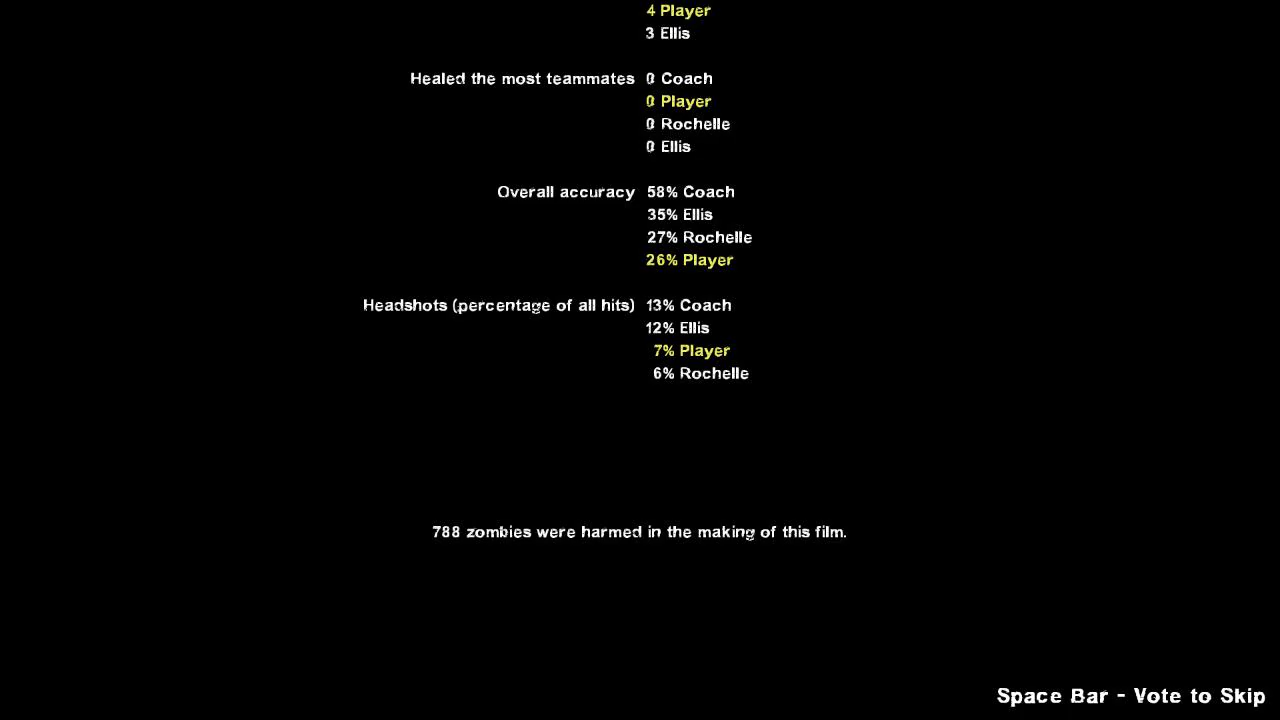 4 Player
3 Ellis
Healed the most teammates 0 Coach
0 Player
0 Rochelle
0 Ellis
Overall accuracy 58% Coach
35% Ellis
27% Rochelle
26% Player
Headshots (percentage of all hits) 13% Coach
12% Ellis
7% Player
6% Rochelle
788 zombies were harmed in the making of this film.
Space Bar - Vote to Skip